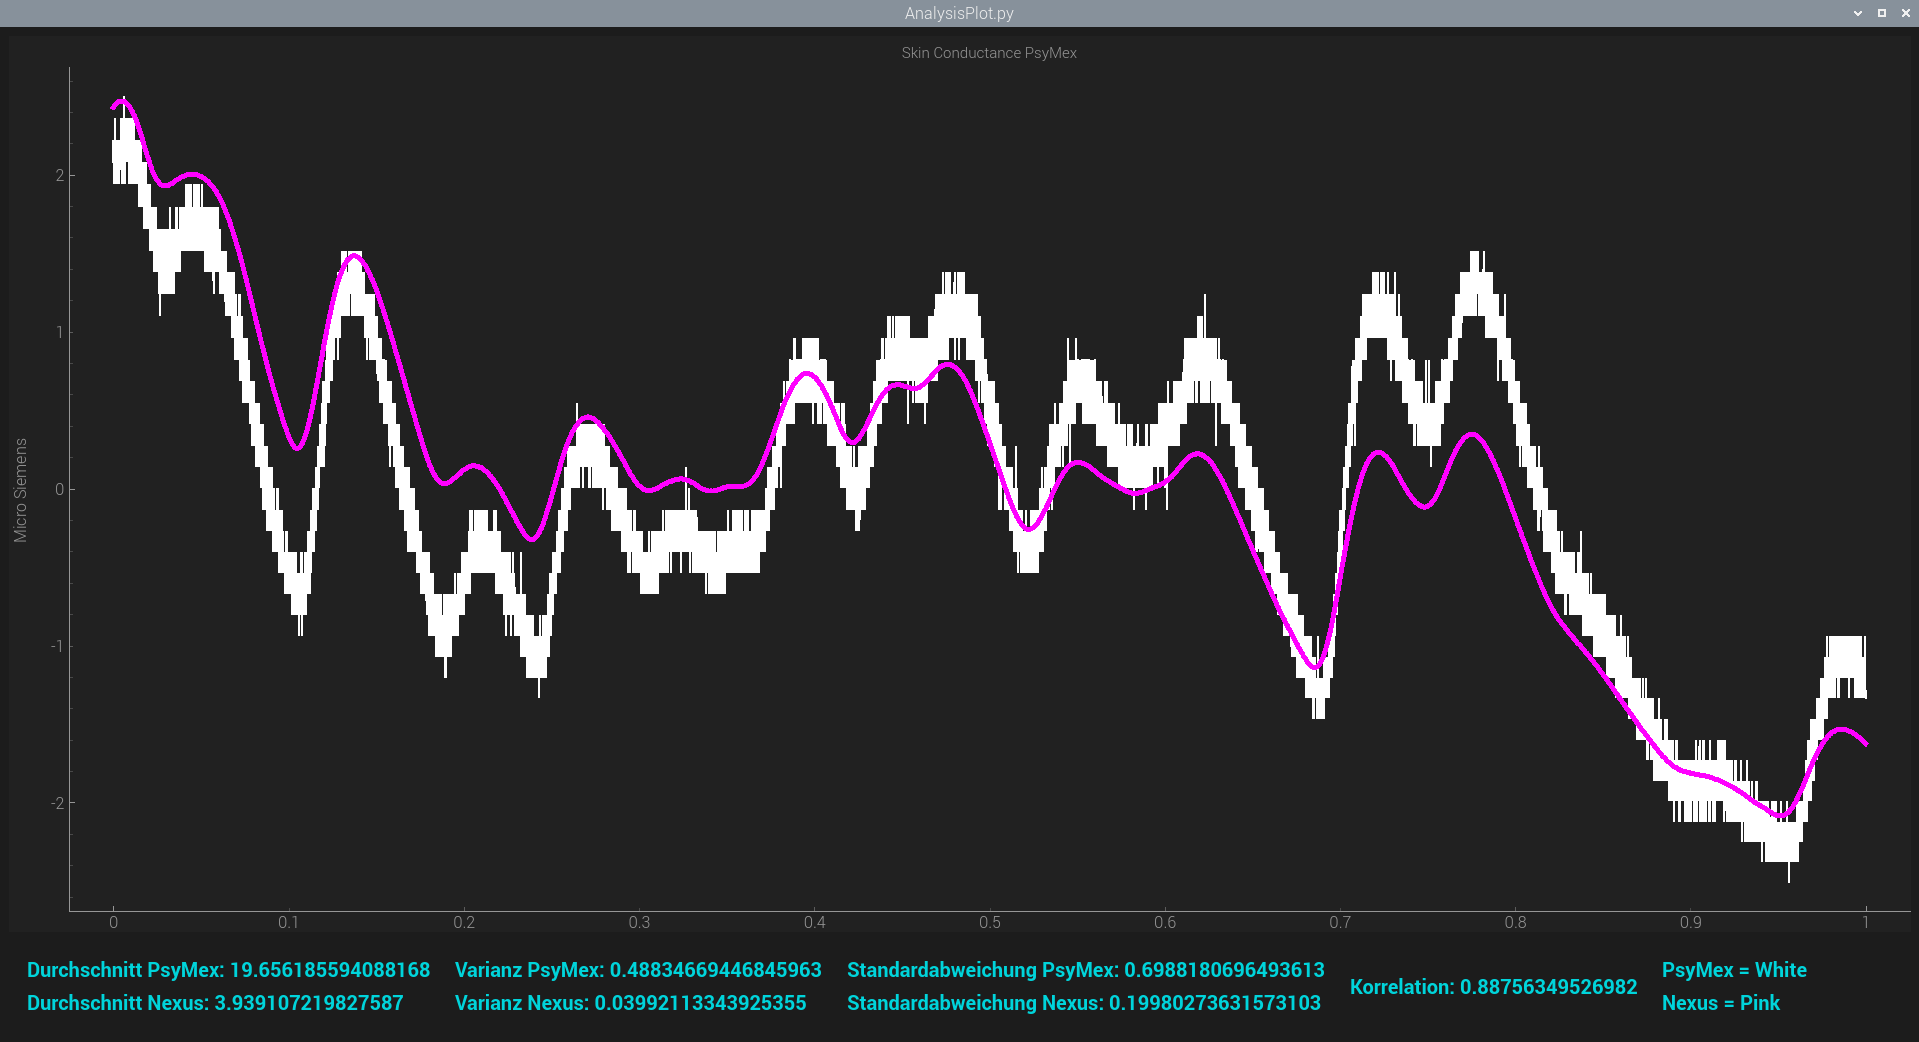 AnalysisPlot.py
Skin Conductance PsyMex
Micro Siemens
2
1
0
-1
-2
0
0.1
0.2
0.3
0.4
0.5
0.6
0.7
0.8
0.9
1
Durchschnitt PsyMex: 19.656185594088168
Durchschnitt Nexus: 3.939107219827587
Varianz PsyMex: 0.48834669446845963
Varianz Nexus: 0.03992113343925355
Standardabweichung PsyMex: 0.6988180696493613
Standardabweichung Nexus: 0.19980273631573103
Korrelation: 0.88756349526982
PsyMex = White
Nexus = Pink